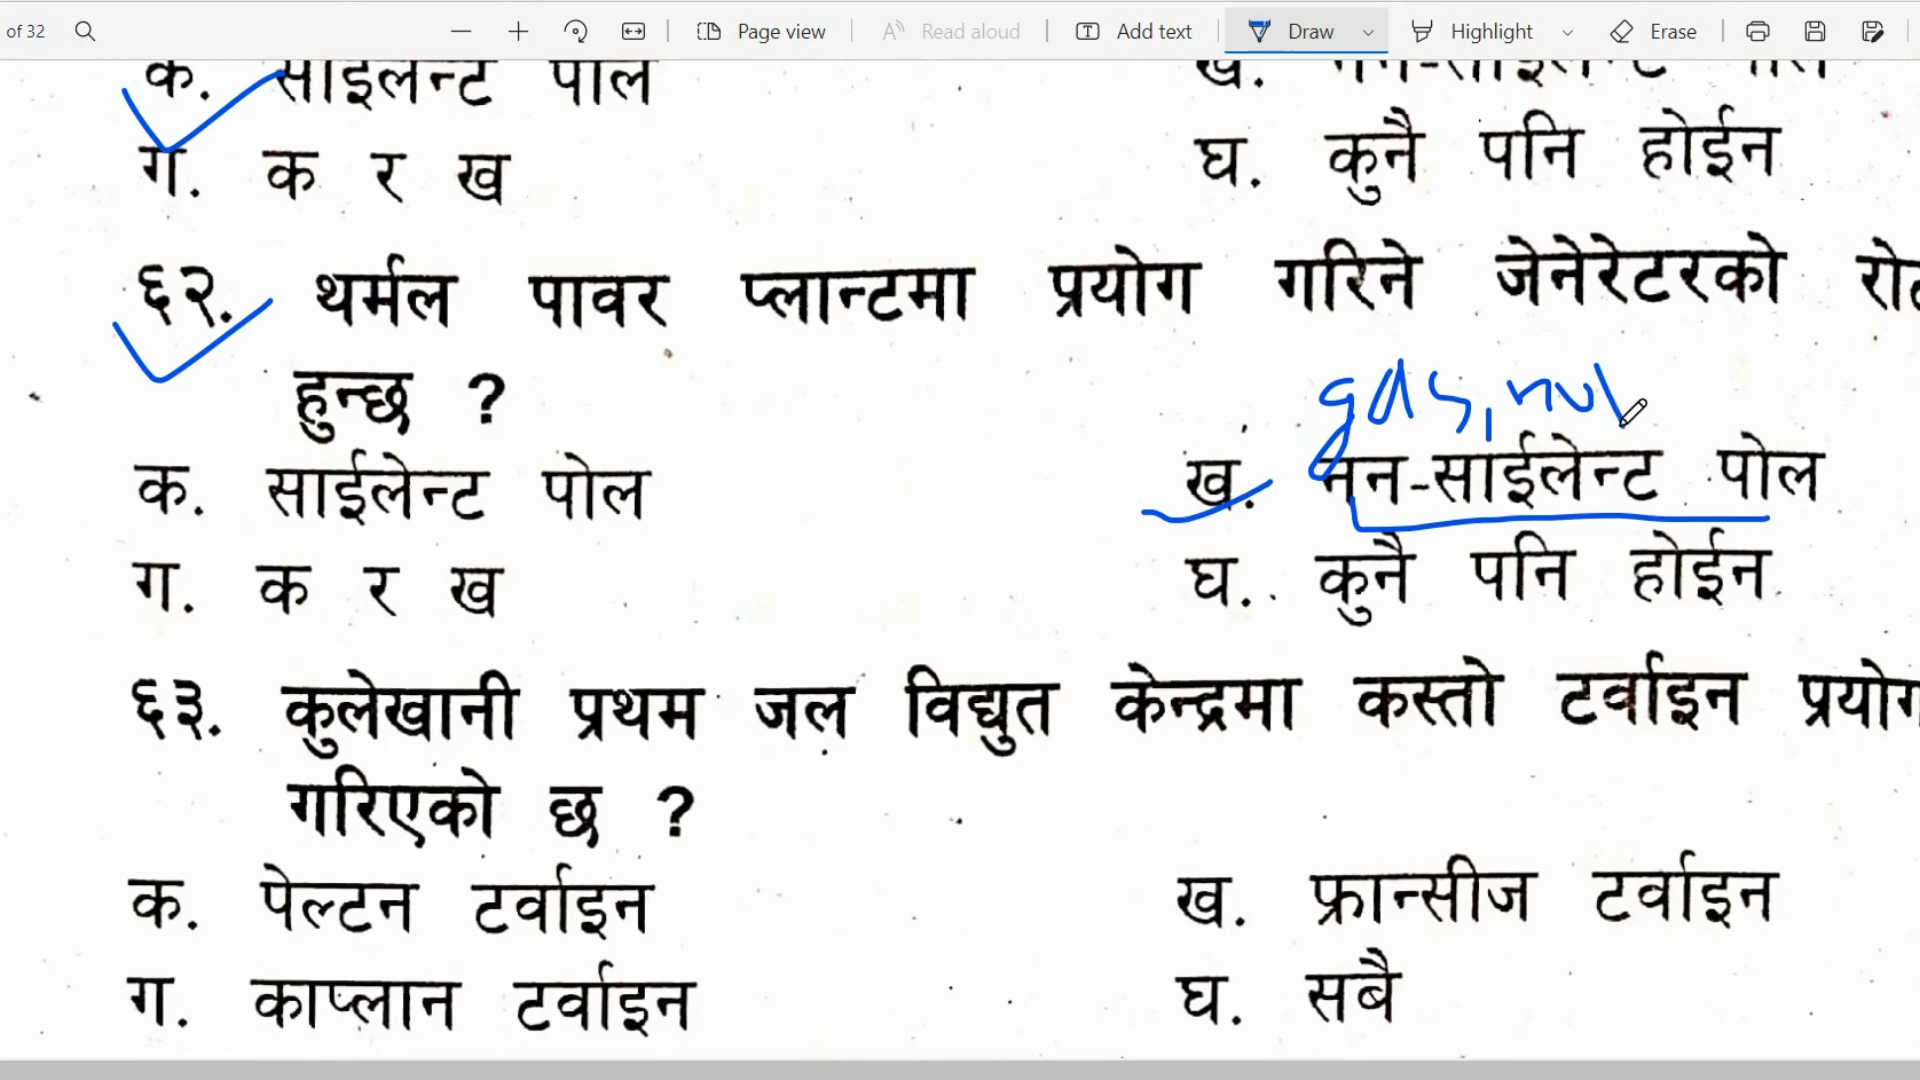 of 32 Page view Read aloud Add text Draw Highlight Erase
क. साईलेन्ट पोल
ग. क र ख घ. कुनै पनि होईन
६२. थर्मल पावर प्लान्टमा प्रयोग गरिने जेनेरेटरको
हुन्छ ?
gas,
क. साईलेन्ट पोल ख. नन-साईलेन्ट पोल
ग. क र ख घ. कुनै पनि होईन
६३. कुलेखानी प्रथम जल विद्युत केन्द्रमा कस्तो टर्वाइन प्रयोग
गरिएको छ ?
क. पेल्टन टर्वाइन ख. फ्रान्सीज टर्वाइन
ग. काप्लान टर्वाइन घ. सबै